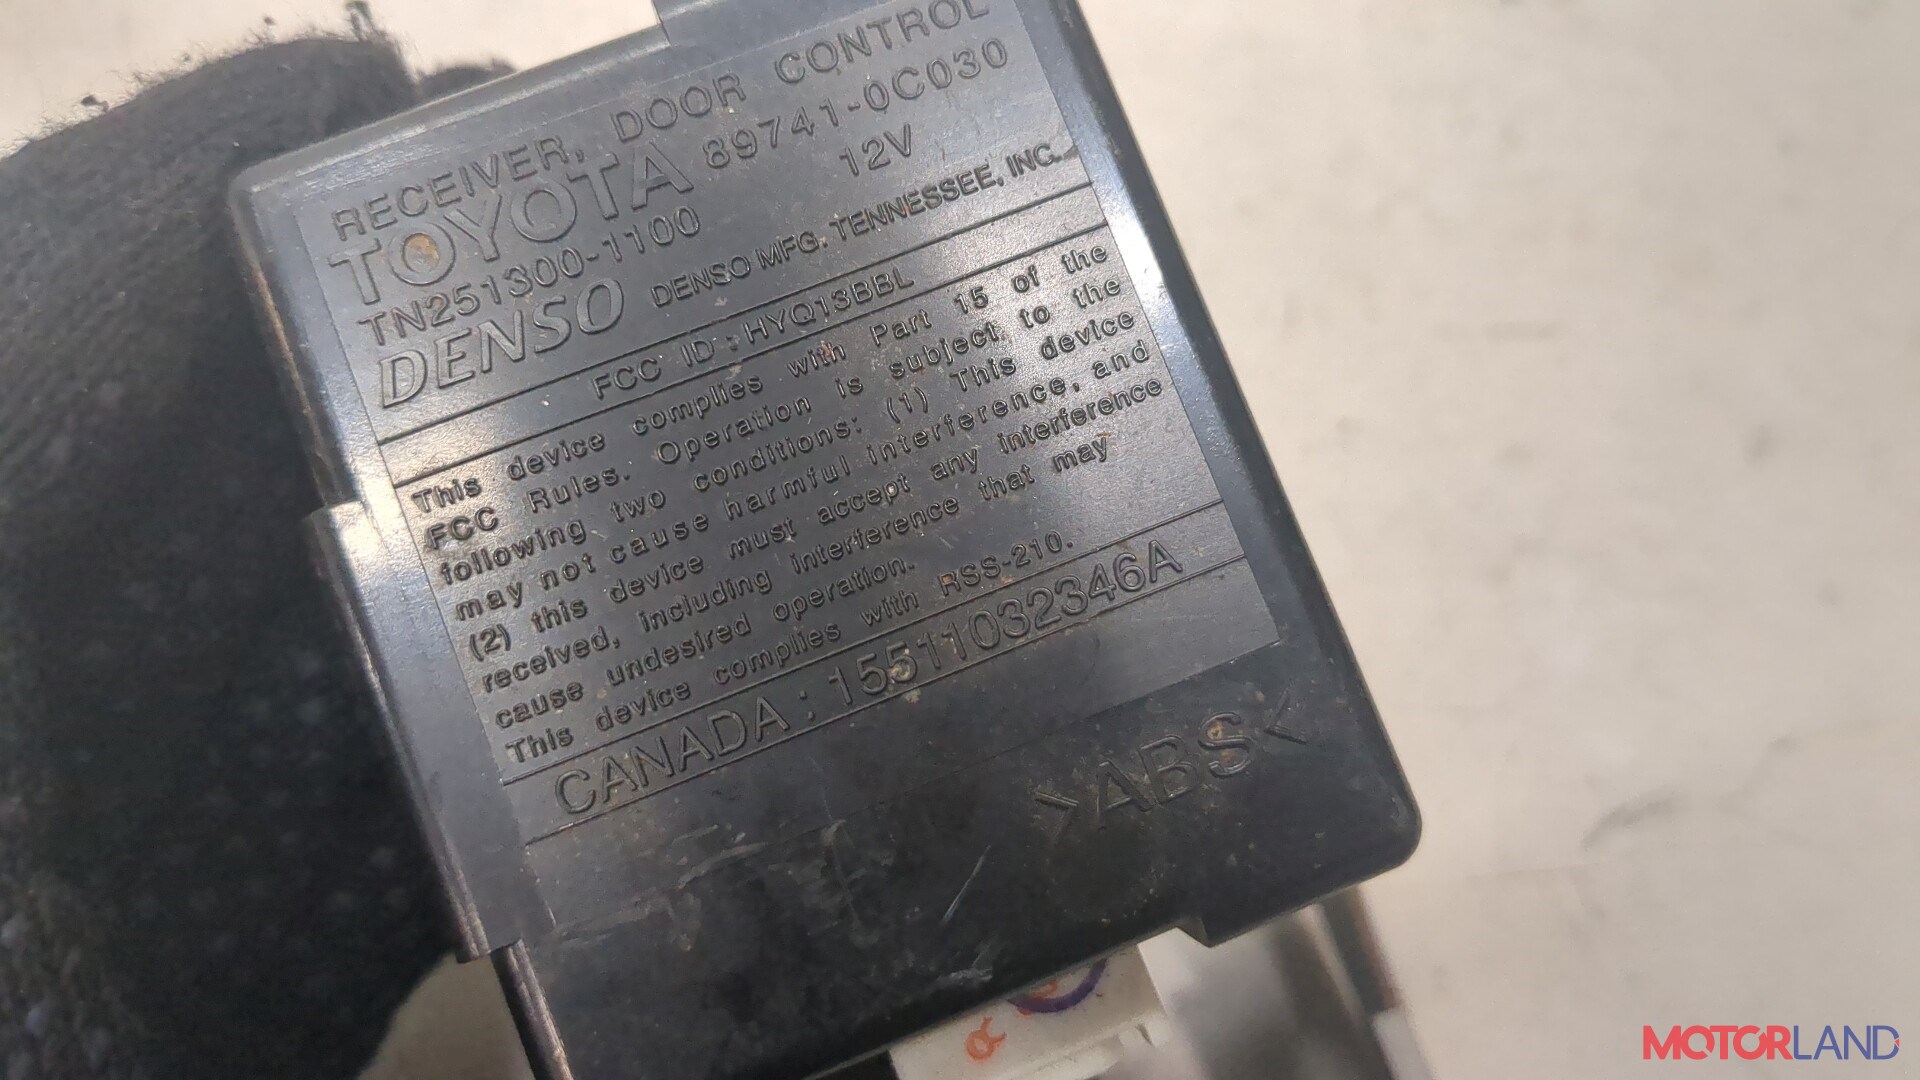 RECEIVER, DOOR CONTROL
TOYOTA 89741-0C030
TN251300-1100 12V
DENSO DENSO MFG. TENNESSEE, INC.
FCC ID : HYQ13BBL
This device complies with Part 15 of the
FCC Rules. Operation is subject to the
following two conditions: (1) This device
may not cause harmful interference, and
(2) this device must accept any interference
received, including interference that may
cause undesired operation.
This device complies with RSS-210.
CANADA : 15511032346A
>ABS<
MOTORLAND